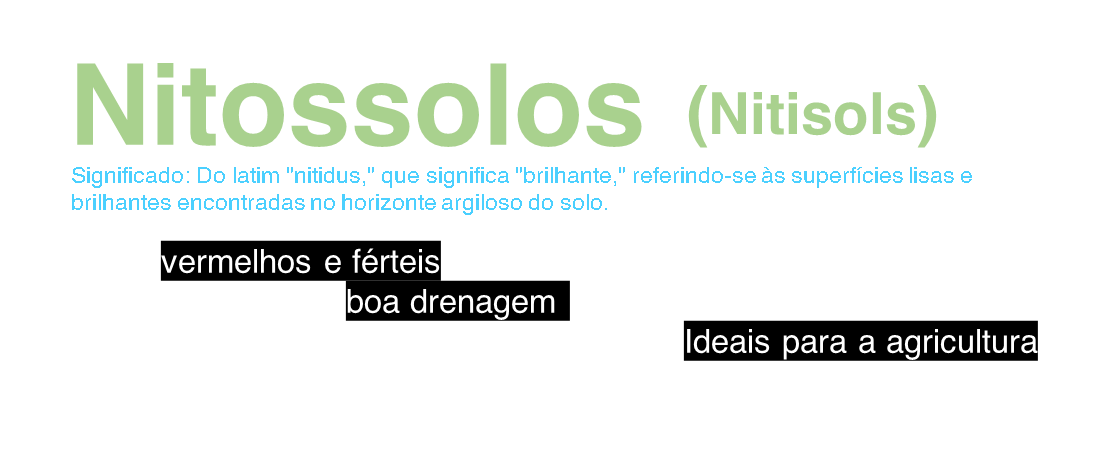 Nitossolos (Nitisols)
Significado: Do latim "nitidus," que significa "brilhante," referindo-se às superfícies lisas e
brilhantes encontradas no horizonte argiloso do solo.
vermelhos e férteis
boa drenagem
Ideais para a agricultura